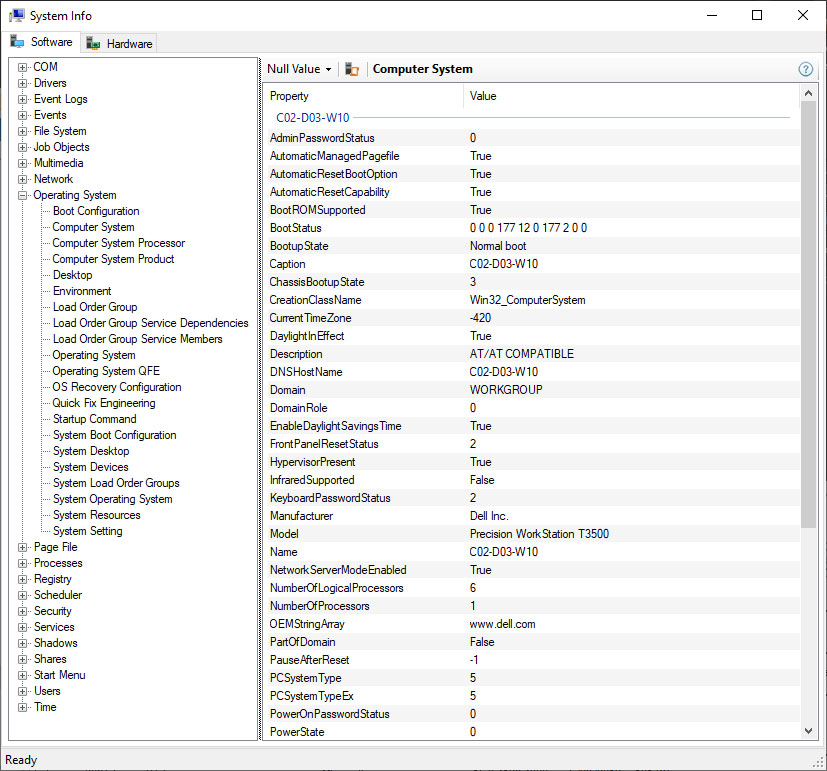 System Info
Software Hardware
COM
Drivers
Event Logs
Events
File System
Job Objects
Multimedia
Network
Operating System
Boot Configuration
Computer System
Computer System Processor
Computer System Product
Desktop
Environment
Load Order Group
Load Order Group Service Dependencies
Load Order Group Service Members
Operating System
Operating System QFE
OS Recovery Configuration
Quick Fix Engineering
Startup Command
System Boot Configuration
System Desktop
System Devices
System Load Order Groups
System Operating System
System Resources
System Setting
Page File
Processes
Registry
Scheduler
Security
Services
Shadows
Shares
Start Menu
Users
Time
Null Value Computer System ?
Property Value
C02-D03-W10
AdminPasswordStatus 0
AutomaticManagedPagefile True
AutomaticResetBootOption True
AutomaticResetCapability True
BootROMSupported True
BootStatus 0 0 0 177 12 0 177 2 0 0
BootupState Normal boot
Caption C02-D03-W10
ChassisBootupState 3
CreationClassName Win32_ComputerSystem
CurrentTimeZone -420
DaylightInEffect True
Description AT/AT COMPATIBLE
DNSHostName C02-D03-W10
Domain WORKGROUP
DomainRole 0
EnableDaylightSavingsTime True
FrontPanelResetStatus 2
HypervisorPresent True
InfraredSupported False
KeyboardPasswordStatus 2
Manufacturer Dell Inc.
Model Precision WorkStation T3500
Name C02-D03-W10
NetworkServerModeEnabled True
NumberOfLogicalProcessors 6
NumberOfProcessors 1
OEMStringArray www.dell.com
PartOfDomain False
PauseAfterReset -1
PCSystemType 5
PCSystemTypeEx 5
PowerOnPasswordStatus 0
PowerState 0
Ready